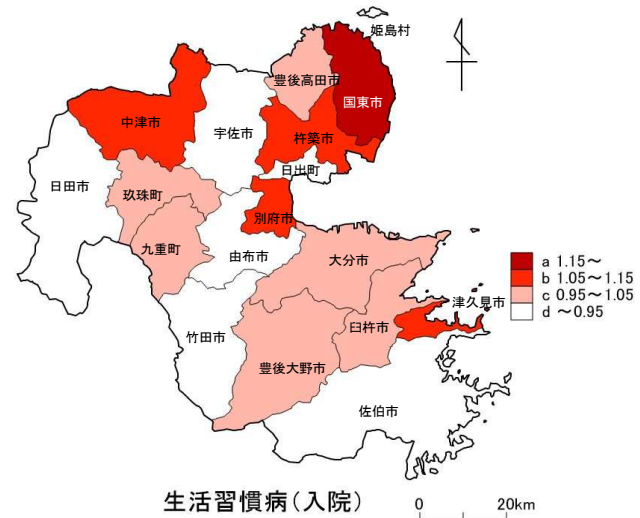 姫島村
豊後高田市
国東市
中津市
宇佐市
杵築市
日出町
日田市
玖珠町
別府市
九重町
由布市
大分市
a 1.15～
b 1.05～1.15
c 0.95～1.05
d ～0.95
津久見市
臼杵市
竹田市
豊後大野市
佐伯市
生活習慣病(入院)
0 20km